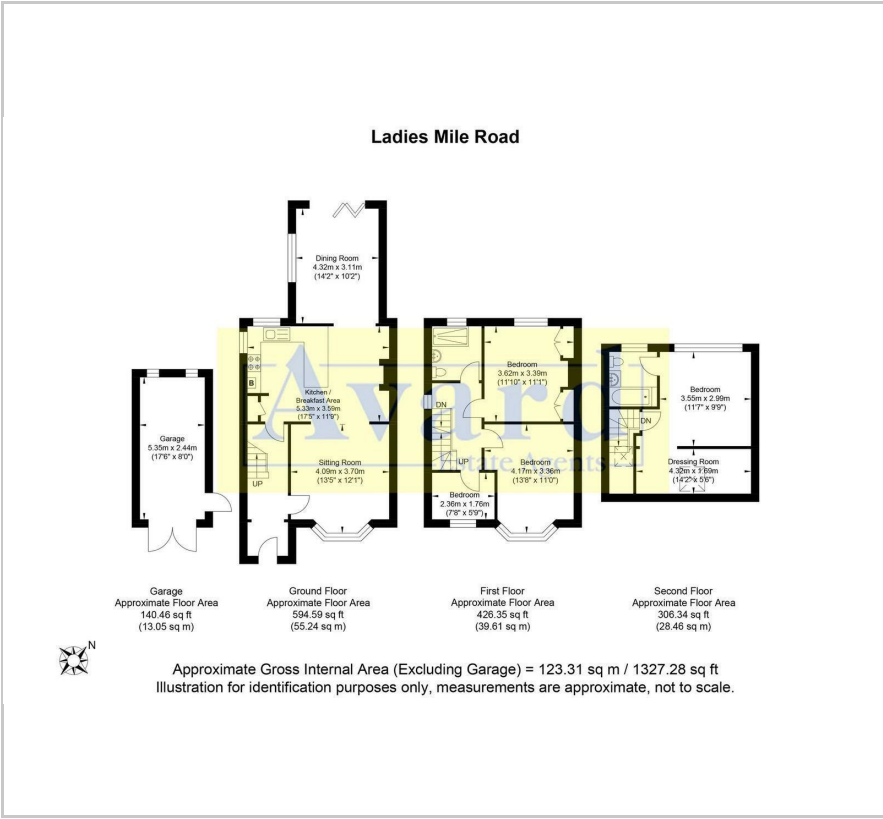 Ladies Mile Road
Dining Room
4.32m x 3.11m
(14'2" x 10'2")
Kitchen /
Breakfast Area
5.33m x 3.59m
(17'5" x 11'9")
B
Garage
5.35m x 2.44m
(17'6" x 8'0")
Sitting Room
4.09m x 3.70m
(13'5" x 12'1")
UP
Bedroom
3.62m x 3.39m
(11'10" x 11'1")
DN
UP
Bedroom
4.17m x 3.36m
(13'8" x 11'0")
Bedroom
2.36m x 1.76m
(7'8" x 5'9")
Bedroom
3.55m x 2.99m
(11'7" x 9'9")
DN
Dressing Room
4.32m x 1.69m
(14'2" x 5'6")
Avard
Estate Agents
Garage
Approximate Floor Area
140.46 sq ft
(13.05 sq m)
Ground Floor
Approximate Floor Area
594.59 sq ft
(55.24 sq m)
First Floor
Approximate Floor Area
426.35 sq ft
(39.61 sq m)
Second Floor
Approximate Floor Area
306.34 sq ft
(28.46 sq m)
N
Approximate Gross Internal Area (Excluding Garage) = 123.31 sq m / 1327.28 sq ft
Illustration for identification purposes only, measurements are approximate, not to scale.